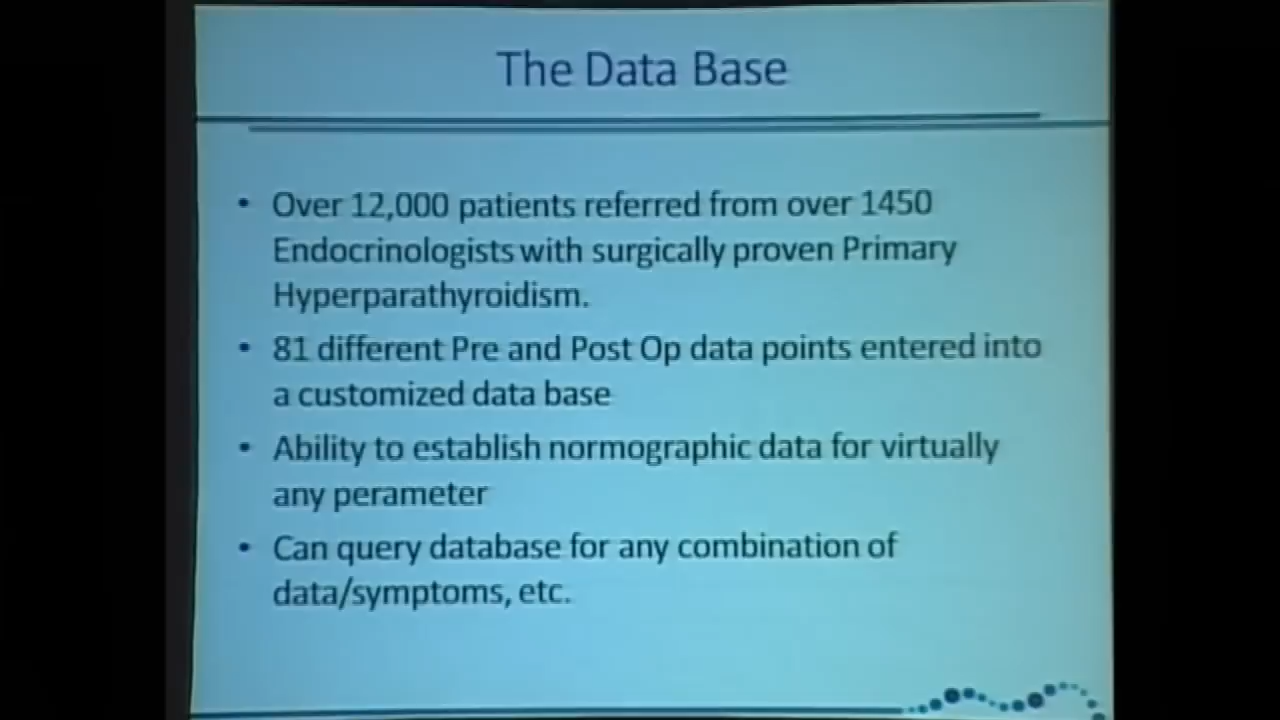 The Data Base
• Over 12,000 patients referred from over 1450
Endocrinologists with surgically proven Primary
Hyperparathyroidism.
• 81 different Pre and Post Op data points entered into
a customized data base
• Ability to establish normographic data for virtually
any perameter
• Can query database for any combination of
data/symptoms, etc.